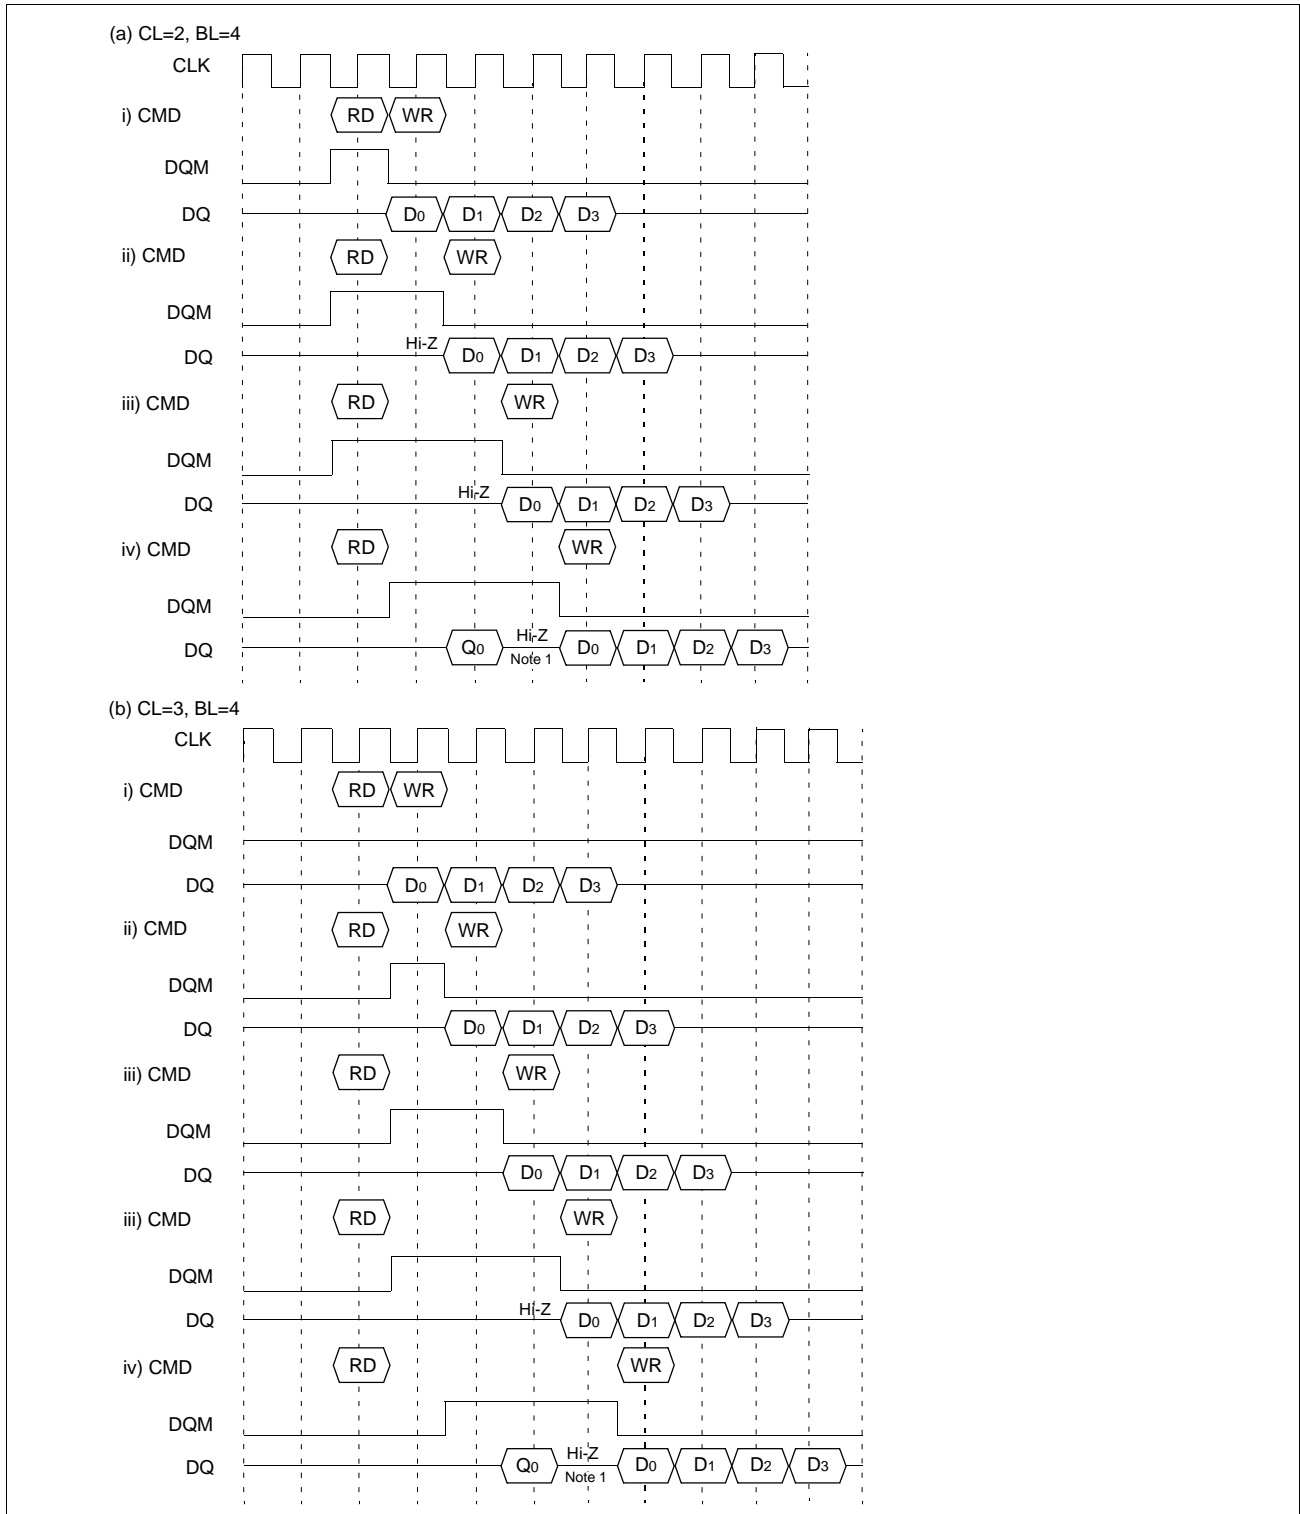 (a) CL=2, BL=4
CLK
i) CMD RD WR
DQM
DQ D0 D1 D2 D3
ii) CMD RD WR
DQM
Hi-Z
DQ D0 D1 D2 D3
iii) CMD RD WR
DQM
Hi-Z
DQ D0 D1 D2 D3
iv) CMD RD WR
DQM
Hi-Z
DQ Q0 D0 D1 D2 D3
Note 1
(b) CL=3, BL=4
CLK
i) CMD RD WR
DQM
DQ D0 D1 D2 D3
ii) CMD RD WR
DQM
DQ D0 D1 D2 D3
iii) CMD RD WR
DQM
DQ D0 D1 D2 D3
iii) CMD RD WR
DQM
Hi-Z
DQ D0 D1 D2 D3
iv) CMD RD WR
DQM
Hi-Z
DQ Q0 D0 D1 D2 D3
Note 1